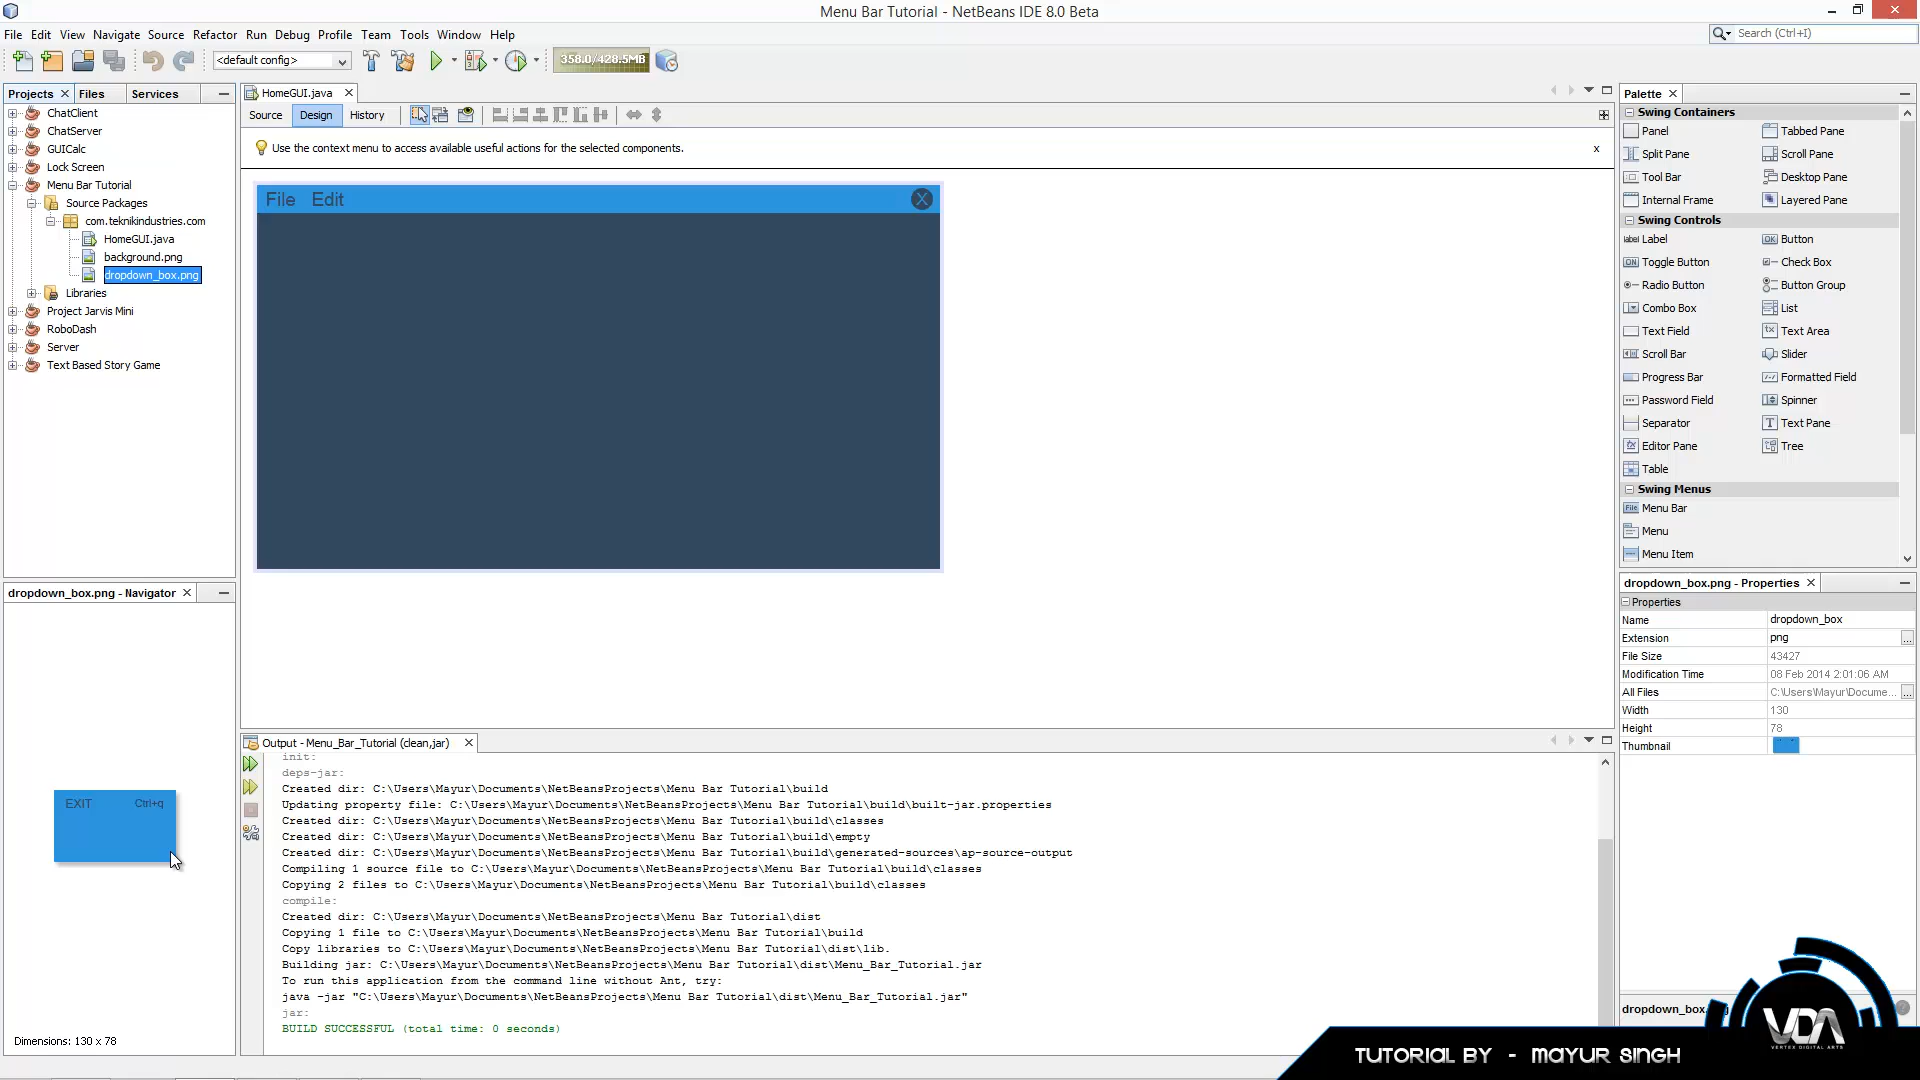 Menu Bar Tutorial - NetBeans IDE 8.0 Beta
File Edit View Navigate Source Refactor Run Debug Profile Team Tools Window Help
Search (Ctrl+I)
<default config>
358.0/428.5MB
Projects Files Services
ChatClient
ChatServer
GUICalc
Lock Screen
Menu Bar Tutorial
Source Packages
com.teknikindustries.com
HomeGUI.java
background.png
dropdown_box.png
Libraries
Project Jarvis Mini
RoboDash
Server
Text Based Story Game
HomeGUI.java
Source Design History
Use the context menu to access available useful actions for the selected components.
x
File Edit
X
Palette
Swing Containers
Panel Tabbed Pane
Split Pane Scroll Pane
Tool Bar Desktop Pane
Internal Frame Layered Pane
Swing Controls
label Label OK Button
ON Toggle Button Check Box
Radio Button Button Group
Combo Box List
Text Field Text Area
Scroll Bar Slider
Progress Bar Formatted Field
Password Field Spinner
Separator Text Pane
Editor Pane Tree
Table
Swing Menus
File Menu Bar
Menu
Menu Item
dropdown_box.png - Navigator
EXIT Ctrl+q
Dimensions: 130 x 78
dropdown_box.png - Properties
Properties
Name dropdown_box
Extension png
File Size 43427
Modification Time 08 Feb 2014 2:01:06 AM
All Files C:\Users\Mayur\Docume...
Width 130
Height 78
Thumbnail
Output - Menu_Bar_Tutorial (clean,jar)
init:
deps-jar:
Created dir: C:\Users\Mayur\Documents\NetBeansProjects\Menu Bar Tutorial\build
Updating property file: C:\Users\Mayur\Documents\NetBeansProjects\Menu Bar Tutorial\build\built-jar.properties
Created dir: C:\Users\Mayur\Documents\NetBeansProjects\Menu Bar Tutorial\build\classes
Created dir: C:\Users\Mayur\Documents\NetBeansProjects\Menu Bar Tutorial\build\empty
Created dir: C:\Users\Mayur\Documents\NetBeansProjects\Menu Bar Tutorial\build\generated-sources\ap-source-output
Compiling 1 source file to C:\Users\Mayur\Documents\NetBeansProjects\Menu Bar Tutorial\build\classes
Copying 2 files to C:\Users\Mayur\Documents\NetBeansProjects\Menu Bar Tutorial\build\classes
compile:
Created dir: C:\Users\Mayur\Documents\NetBeansProjects\Menu Bar Tutorial\dist
Copying 1 file to C:\Users\Mayur\Documents\NetBeansProjects\Menu Bar Tutorial\build
Copy libraries to C:\Users\Mayur\Documents\NetBeansProjects\Menu Bar Tutorial\dist\lib.
Building jar: C:\Users\Mayur\Documents\NetBeansProjects\Menu Bar Tutorial\dist\Menu_Bar_Tutorial.jar
To run this application from the command line without Ant, try:
java -jar "C:\Users\Mayur\Documents\NetBeansProjects\Menu Bar Tutorial\dist\Menu_Bar_Tutorial.jar"
jar:
BUILD SUCCESSFUL (total time: 0 seconds)
dropdown_box.
VDA
VERTEX DIGITAL ARTS
TUTORIAL BY - MAYUR SINGH